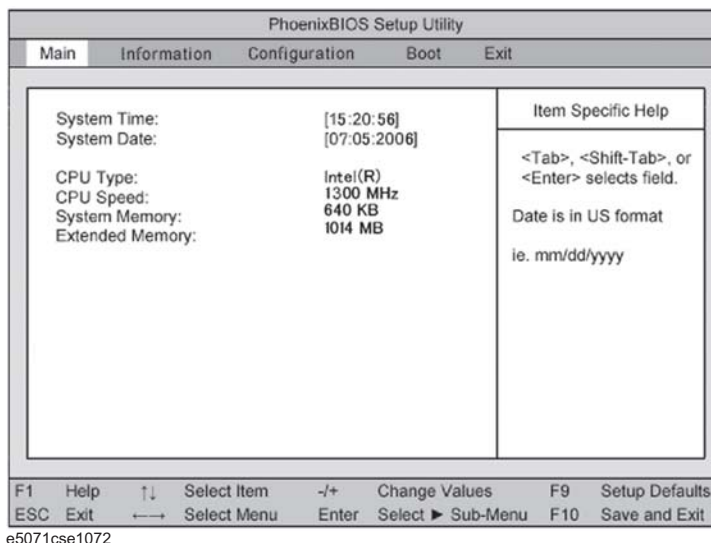 PhoenixBIOS Setup Utility
Main Information Configuration Boot Exit
System Time: [15:20:56]
System Date: [07:05:2006]
CPU Type: Intel(R)
CPU Speed: 1300 MHz
System Memory: 640 KB
Extended Memory: 1014 MB
Item Specific Help
<Tab>, <Shift-Tab>, or
<Enter> selects field.
Date is in US format
ie. mm/dd/yyyy
F1 Help ↑↓ Select Item -/+ Change Values F9 Setup Defaults
ESC Exit ←→ Select Menu Enter Select ► Sub-Menu F10 Save and Exit
e5071cse1072